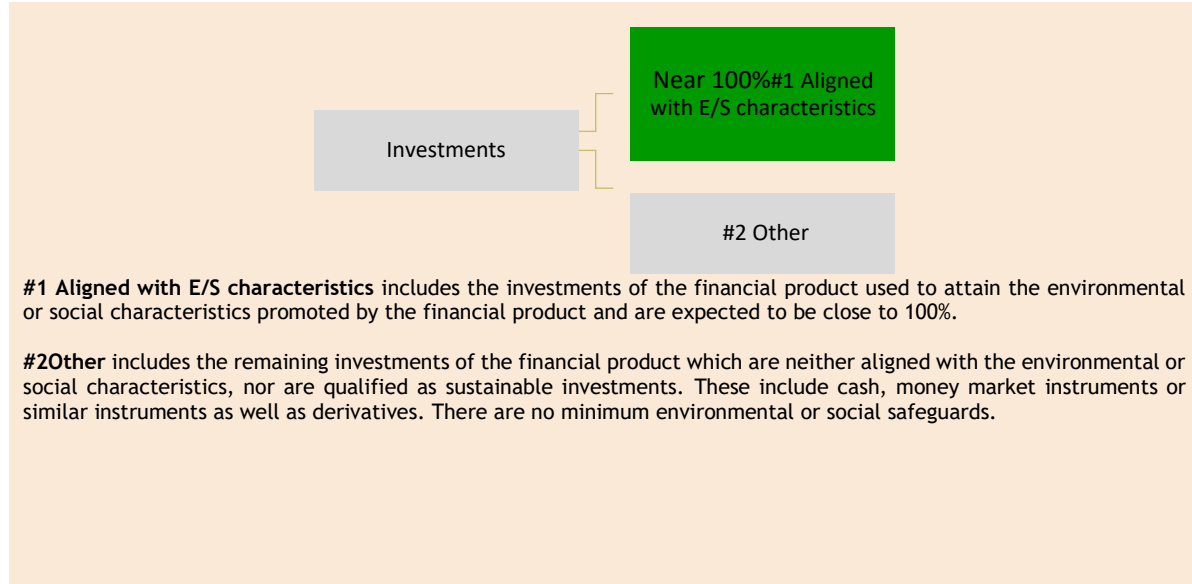 Near 100%#1 Aligned
with E/S characteristics
Investments
#2 Other
#1 Aligned with E/S characteristics includes the investments of the financial product used to attain the environmental
or social characteristics promoted by the financial product and are expected to be close to 100%.
#2Other includes the remaining investments of the financial product which are neither aligned with the environmental or
social characteristics, nor are qualified as sustainable investments. These include cash, money market instruments or
similar instruments as well as derivatives. There are no minimum environmental or social safeguards.